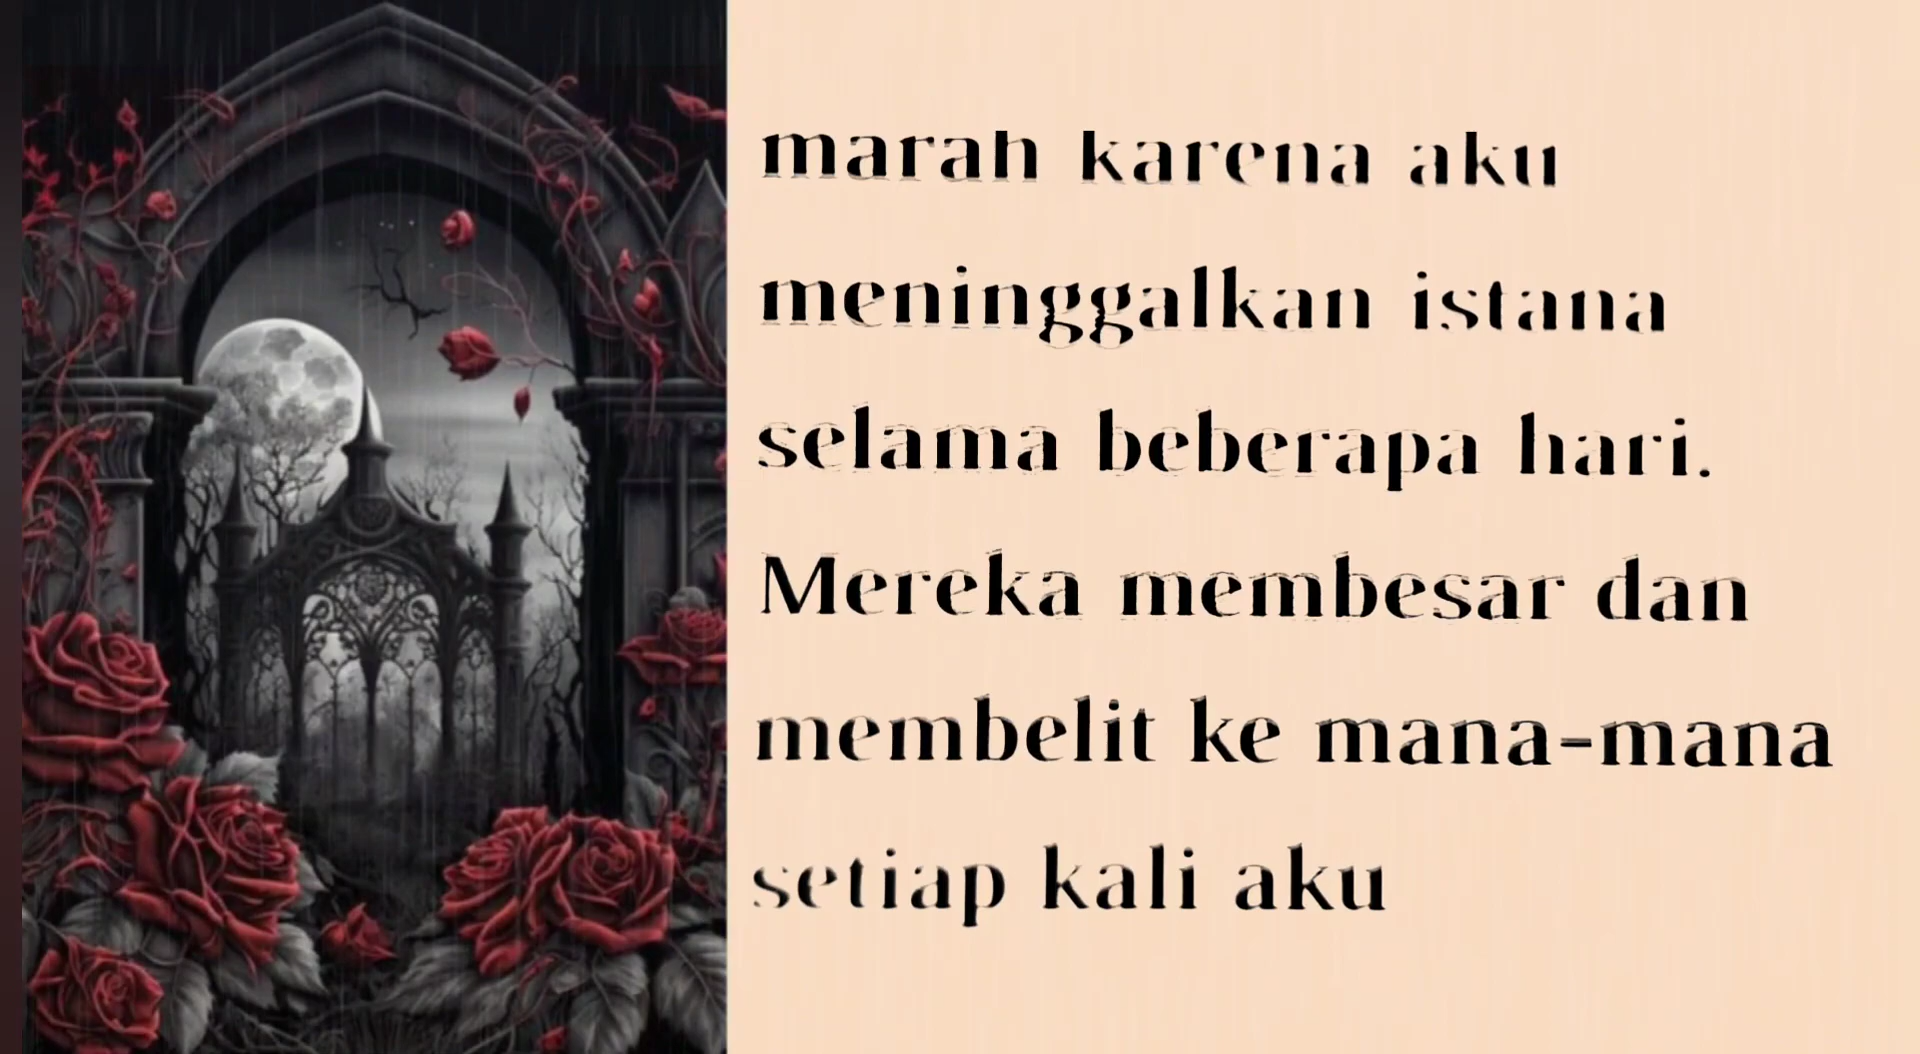 marah karena aku
meninggalkan istana
selama beberapa hari.
Mereka membesar dan
membelit ke mana-mana
setiap kali aku